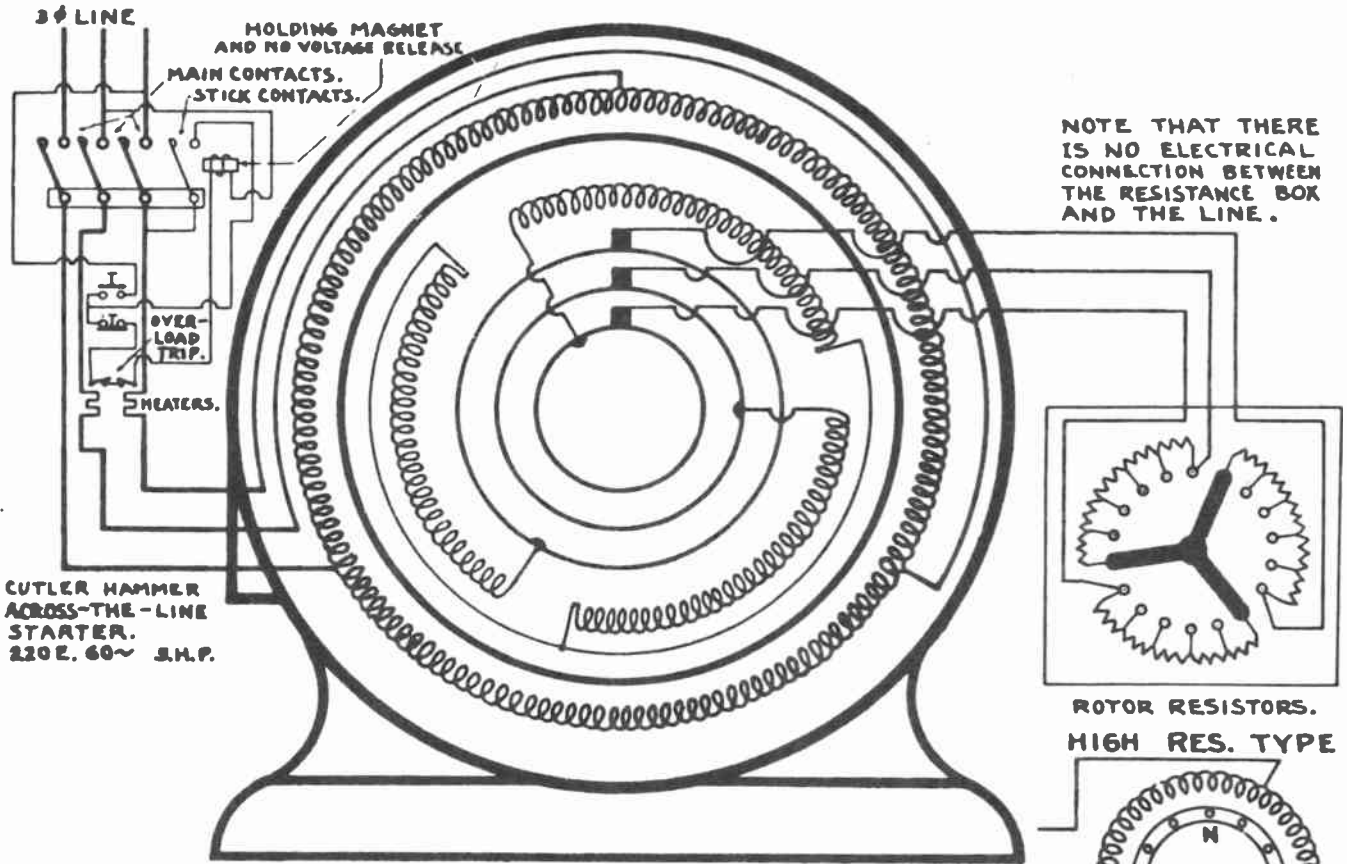 3φ LINE
HOLDING MAGNET
AND NO VOLTAGE RELEASE
MAIN CONTACTS.
STICK CONTACTS.
NOTE THAT THERE
IS NO ELECTRICAL
CONNECTION BETWEEN
THE RESISTANCE BOX
AND THE LINE.
OVER-
LOAD
TRIP.
HEATERS.
CUTLER HAMMER
ACROSS-THE-LINE
STARTER.
220E. 60~ H.P.
ROTOR RESISTORS.
HIGH RES. TYPE
N